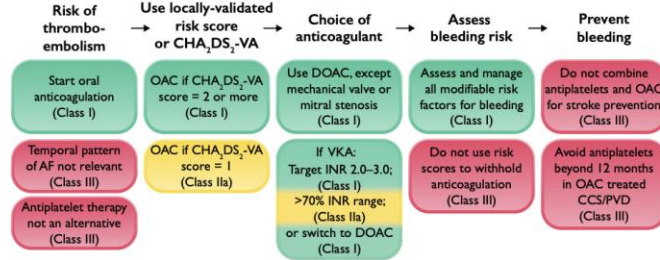 Risk of
thrombo-
embolism
Use locally-validated
risk score
or CHA₂DS₂-VA
Choice of
anticoagulant
Assess
bleeding risk
Prevent
bleeding
Start oral
anticoagulation
(Class I)
OAC if CHA₂DS₂-VA
score = 2 or more
(Class I)
Use DOAC, except
mechanical valve or
mitral stenosis
(Class I)
Assess and manage
all modifiable risk
factors for bleeding
(Class I)
Do not combine
antiplatelets and OAC
for stroke prevention
(Class III)
Temporal pattern
of AF not relevant
(Class III)
OAC if CHA₂DS₂-VA
score = 1
(Class IIa)
If VKA:
Target INR 2.0–3.0;
(Class I)
>70% INR range;
(Class IIa)
or switch to DOAC
(Class I)
Do not use risk
scores to withhold
anticoagulation
(Class III)
Avoid antiplatelets
beyond 12 months
in OAC treated
CCS/PVD
(Class III)
Antiplatelet therapy
not an alternative
(Class III)